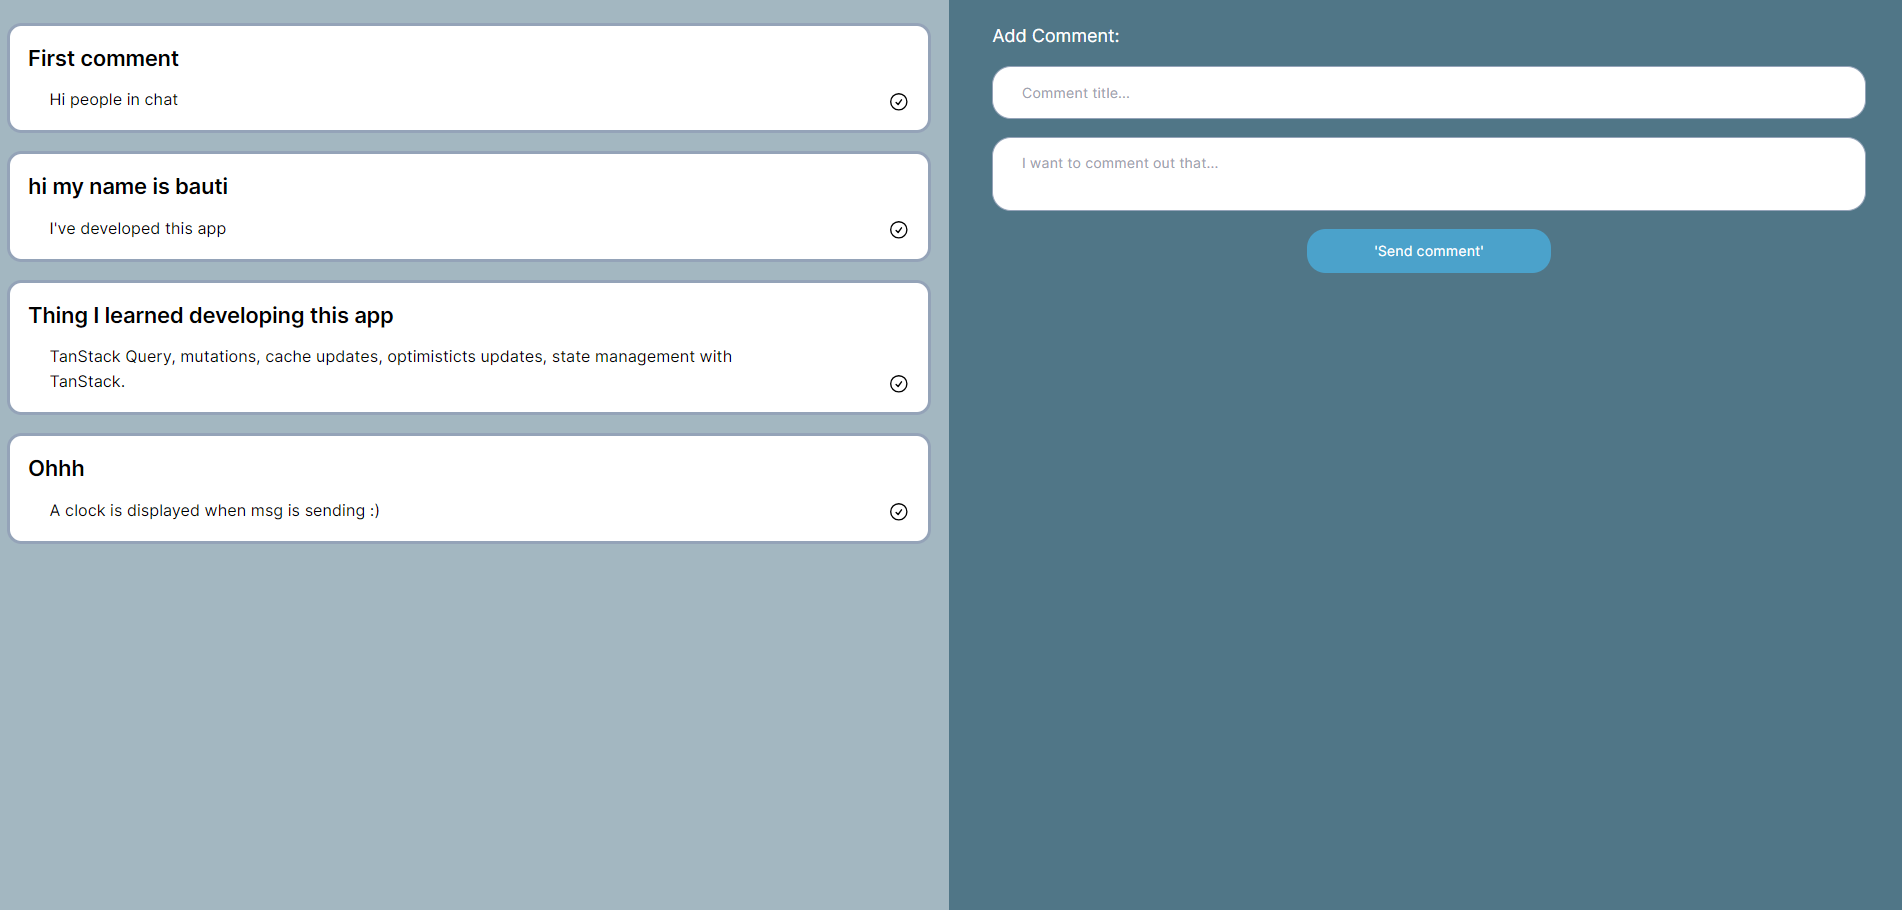 First comment
Hi people in chat
hi my name is bauti
I've developed this app
Thing I learned developing this app
TanStack Query, mutations, cache updates, optimisticts updates, state management with
TanStack.
Ohhh
A clock is displayed when msg is sending :)
Add Comment:
Comment title...
I want to comment out that...
'Send comment'